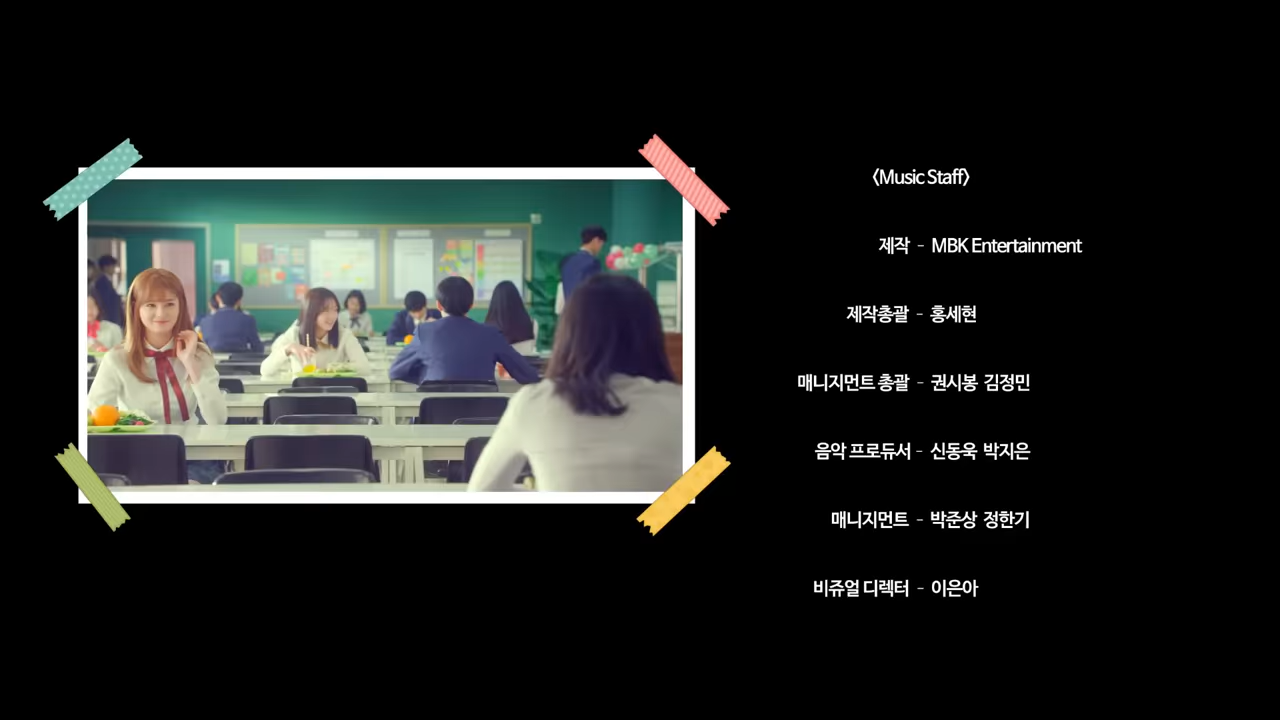 〈Music Staff〉
제작 - MBK Entertainment
제작총괄 - 홍세현
매니지먼트 총괄 - 권시봉 김정민
음악 프로듀서 - 신동욱 박지은
매니지먼트 - 박준상 정한기
비쥬얼 디렉터 - 이은아